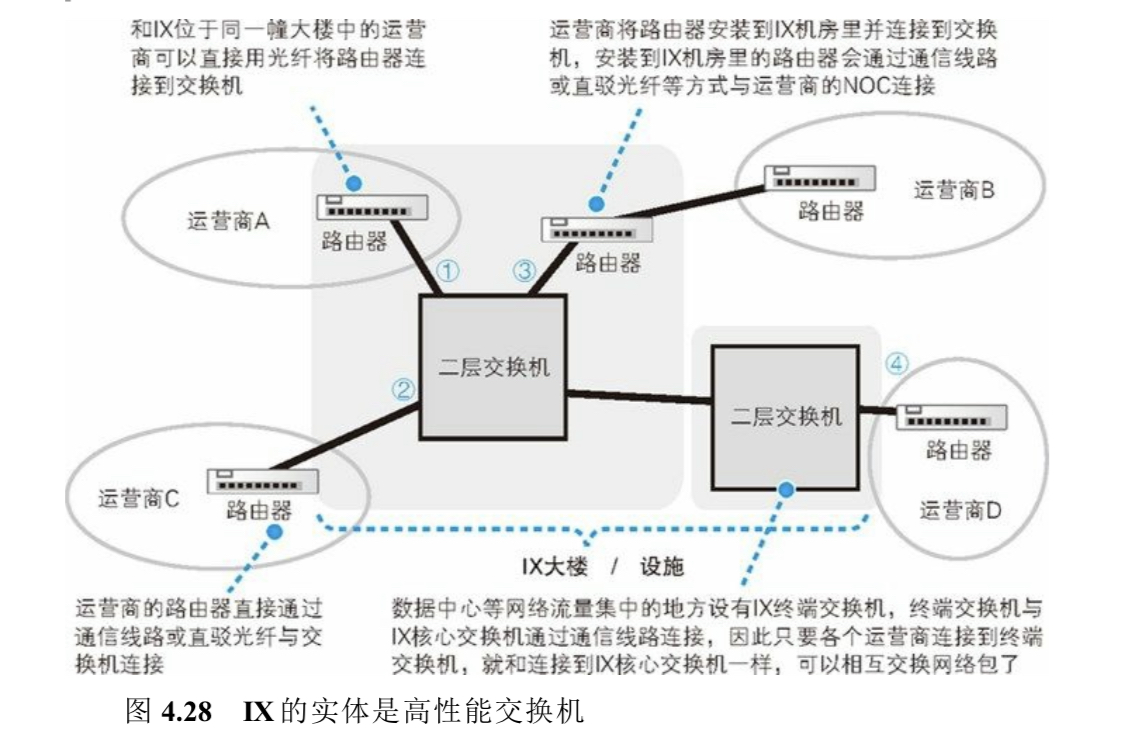 和IX位于同一幢大楼中的运营
商可以直接用光纤将路由器连
接到交换机
运营商将路由器安装到IX机房里并连接到交换
机，安装到IX机房里的路由器会通过通信线路
或直驳光纤等方式与运营商的NOC连接
运营商A
路由器
①
③
路由器
路由器
运营商B
二层交换机
②
二层交换机
④
路由器
运营商D
运营商C
路由器
IX大楼 / 设施
运营商的路由器直接通过
通信线路或直驳光纤与交
换机连接
数据中心等网络流量集中的地方设有IX终端交换机，终端交换机与
IX核心交换机通过通信线路连接，因此只要各个运营商连接到终端
交换机，就和连接到IX核心交换机一样，可以相互交换网络包了
图 4.28 IX的实体是高性能交换机